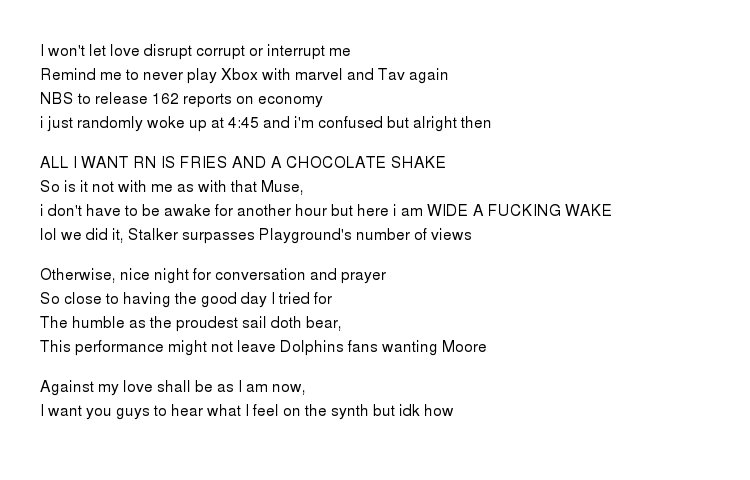 I won't let love disrupt corrupt or interrupt me
Remind me to never play Xbox with marvel and Tav again
NBS to release 162 reports on economy
i just randomly woke up at 4:45 and i'm confused but alright then
ALL I WANT RN IS FRIES AND A CHOCOLATE SHAKE
So is it not with me as with that Muse,
i don't have to be awake for another hour but here i am WIDE A FUCKING WAKE
lol we did it, Stalker surpasses Playground's number of views
Otherwise, nice night for conversation and prayer
So close to having the good day I tried for
The humble as the proudest sail doth bear,
This performance might not leave Dolphins fans wanting Moore
Against my love shall be as I am now,
I want you guys to hear what I feel on the synth but idk how